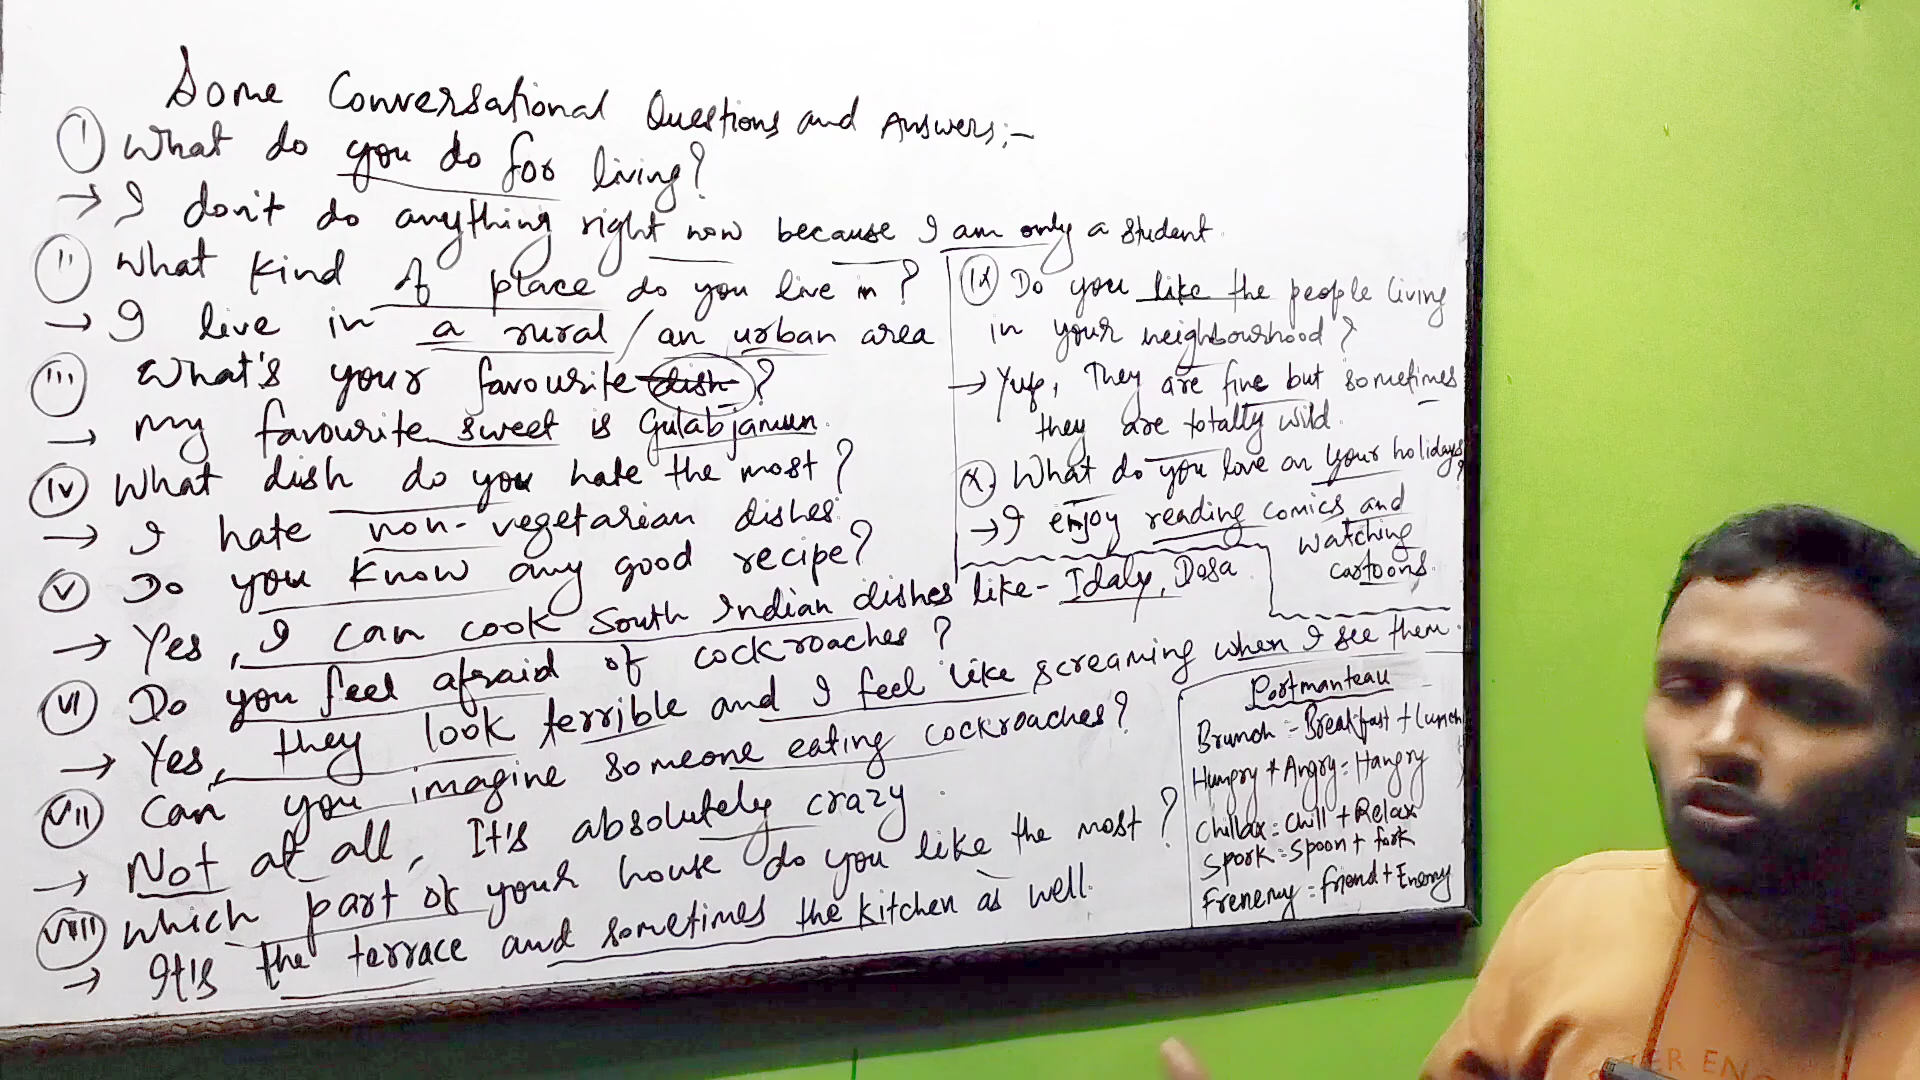 Some Conversational Questions and Answers;-
I What do you do for living?
→ I don't do anything right now because I am only a student.
II What kind of place do you live in?
→ I live in a rural / an urban area
III What's your favourite dish ?
→ My favourite sweet is Gulabjamun.
IV What dish do you hate the most?
→ I hate non-vegetarian dishes.
V Do you know any good recipe?
→ Yes, I can cook South Indian dishes like- Idaly, Dosa
VI Do you feel afraid of cockroaches?
→ Yes, they look terrible and I feel like screaming when I see them.
VII Can you imagine someone eating cockroaches?
→ Not at all, It's absolutely crazy.
VIII Which part of your house do you like the most?
→ It's the terrace and sometimes the kitchen as well.
IX Do you like the people living
in your neighbourhood?
→ Yup, They are fine but sometimes
they are totally wild.
X. What do you love on your holidays?
→ I enjoy reading comics and
watching
cartoons.
Portmanteau
Brunch = Breakfast + Lunch
Hungry + Angry = Hangry
Chillax = Chill + Relax
Spork = Spoon + fork
Frenemy = friend + Enemy